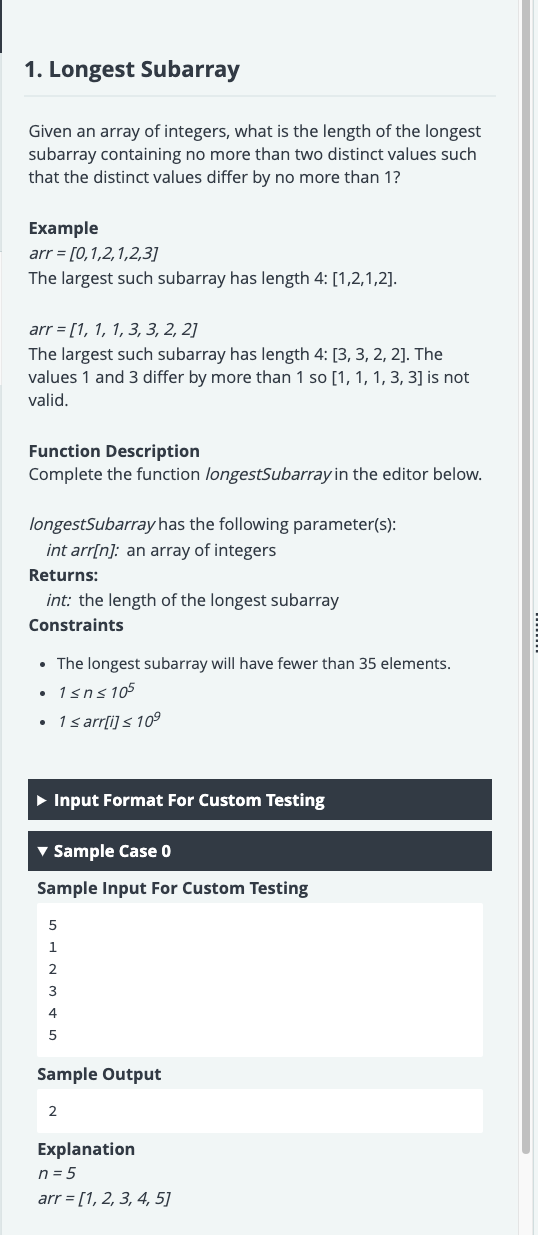 1. Longest Subarray
Given an array of integers, what is the length of the longest
subarray containing no more than two distinct values such
that the distinct values differ by no more than 1?
Example
arr = [0,1,2,1,2,3]
The largest such subarray has length 4: [1,2,1,2].
arr = [1, 1, 1, 3, 3, 2, 2]
The largest such subarray has length 4: [3, 3, 2, 2]. The
values 1 and 3 differ by more than 1 so [1, 1, 1, 3, 3] is not
valid.
Function Description
Complete the function longestSubarray in the editor below.
longestSubarray has the following parameter(s):
int arr[n]: an array of integers
Returns:
int: the length of the longest subarray
Constraints
• The longest subarray will have fewer than 35 elements.
• 1 ≤ n ≤ 10⁵
• 1 ≤ arr[i] ≤ 10⁹
▶ Input Format For Custom Testing
▼ Sample Case 0
Sample Input For Custom Testing
5
1
2
3
4
5
Sample Output
2
Explanation
n = 5
arr = [1, 2, 3, 4, 5]